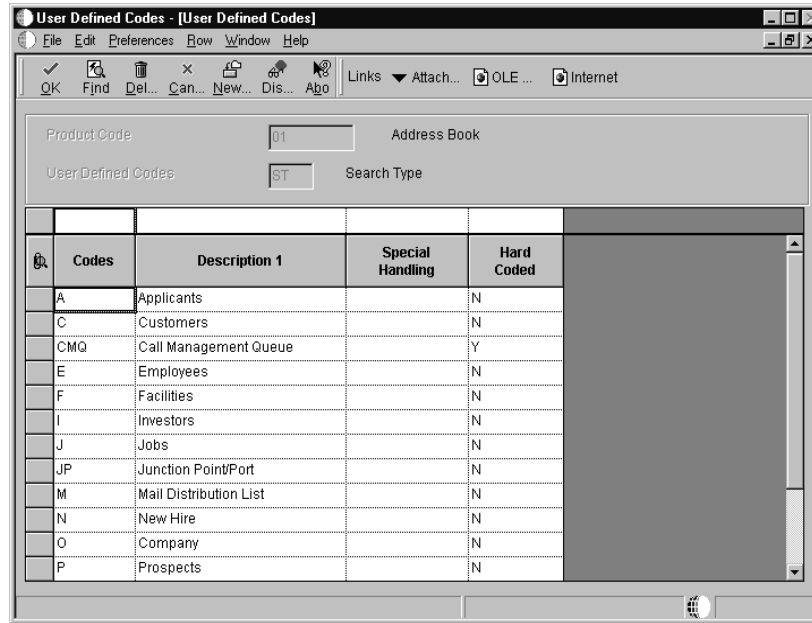 User Defined Codes - [User Defined Codes]
File Edit Preferences Row Window Help
OK Find Del... Can... New... Dis... Abo Links Attach... OLE ... Internet
Product Code 01 Address Book
User Defined Codes ST Search Type
Codes Description 1 Special Handling Hard Coded
A Applicants N
C Customers N
CMQ Call Management Queue Y
E Employees N
F Facilities N
I Investors N
J Jobs N
JP Junction Point/Port N
M Mail Distribution List N
N New Hire N
O Company N
P Prospects N